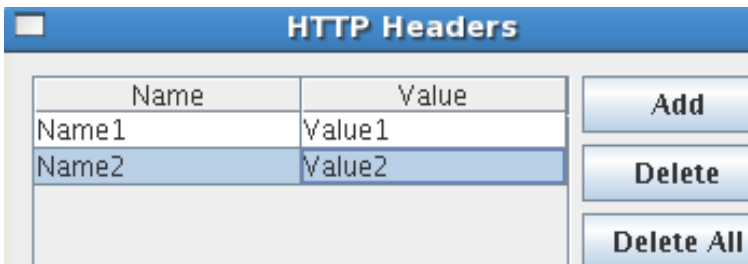 HTTP Headers
Name Value
Name1 Value1
Name2 Value2
Add
Delete
Delete All